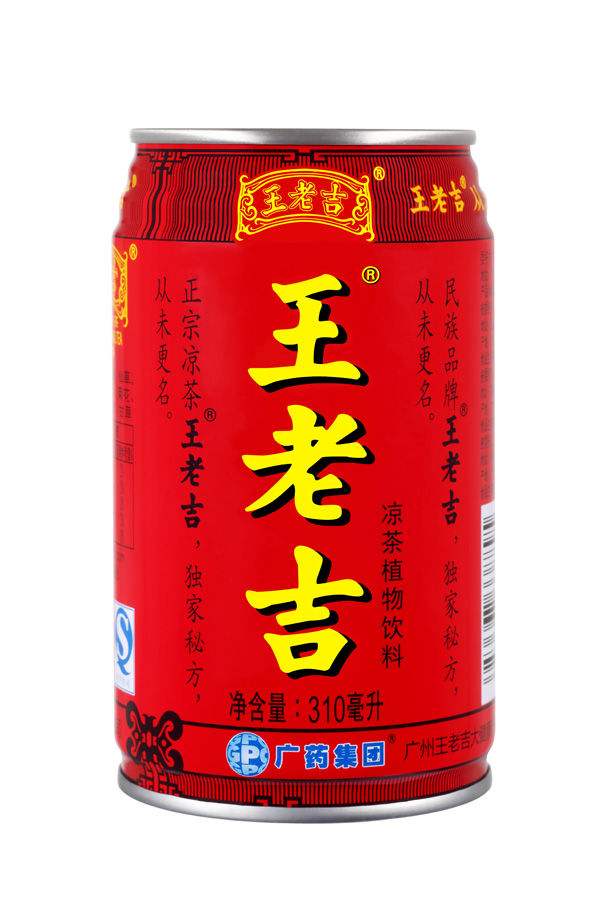 王老吉®
王老吉®
王老吉®
正宗凉茶王老吉®,独家秘方,
从未更名。
民族品牌王老吉®,独家秘方,
从未更名。
凉茶植物饮料
净含量:310毫升
GPC 广药集团®
广州王老吉大